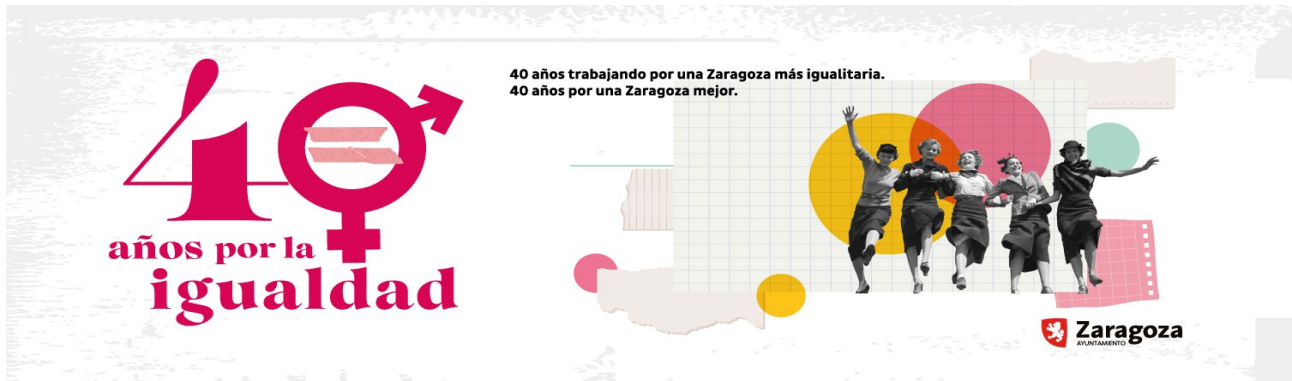 40
años por la
igualdad
40 años trabajando por una Zaragoza más igualitaria.
40 años por una Zaragoza mejor.
Zaragoza
AYUNTAMIENTO